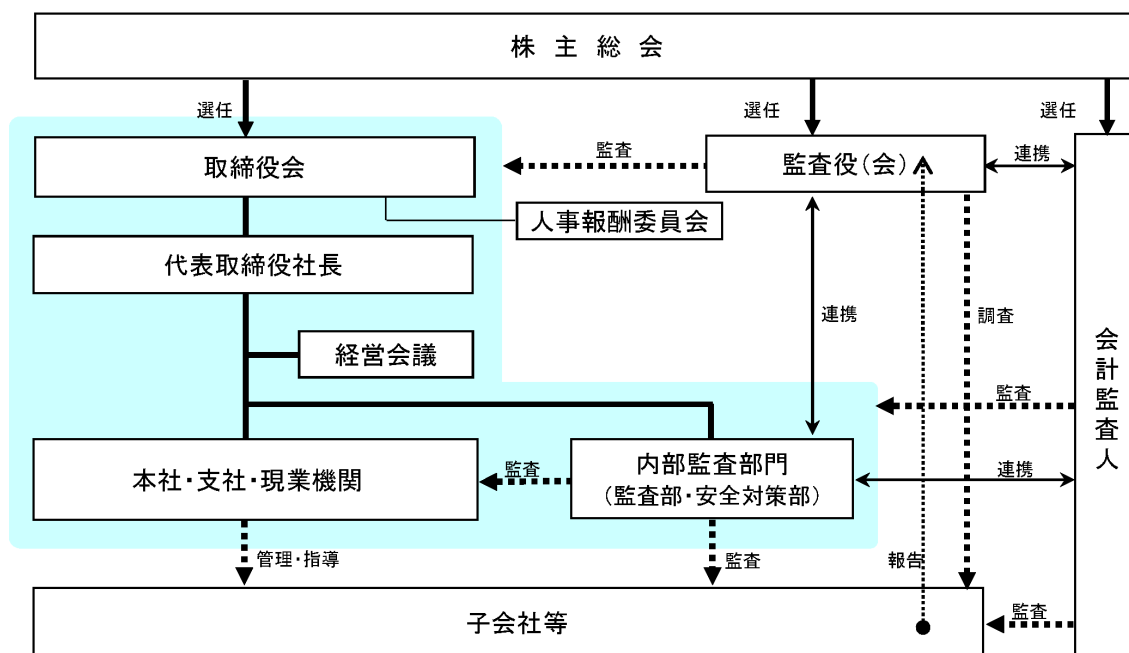 株主総会
選任
選任
選任
取締役会
監査
監査役(会)
連携
人事報酬委員会
代表取締役社長
連携
調査
経営会議
会計監査人
監査
本社・支社・現業機関
監査
内部監査部門
(監査部・安全対策部)
連携
管理・指導
監査
報告
子会社等
監査